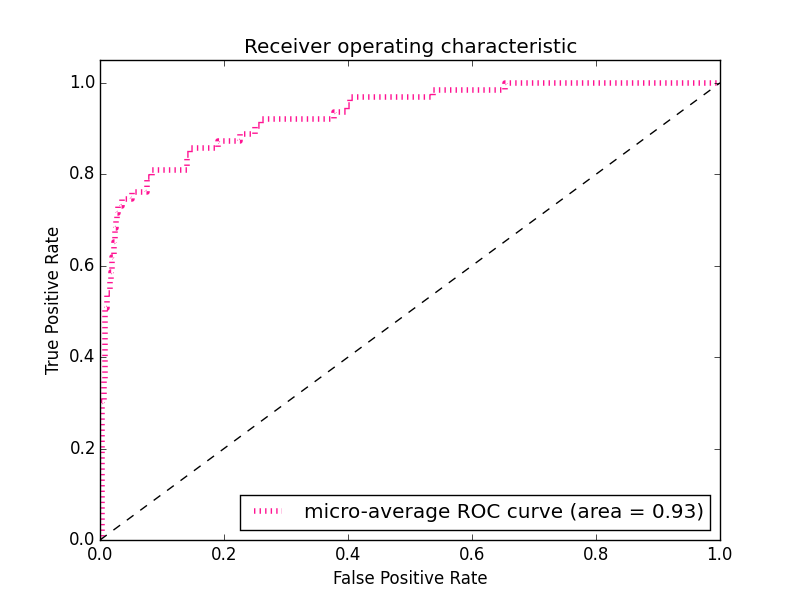 Receiver operating characteristic
1.0
0.8
0.6
0.4
0.2
0.0
True Positive Rate
micro-average ROC curve (area = 0.93)
0.0 0.2 0.4 0.6 0.8 1.0
False Positive Rate